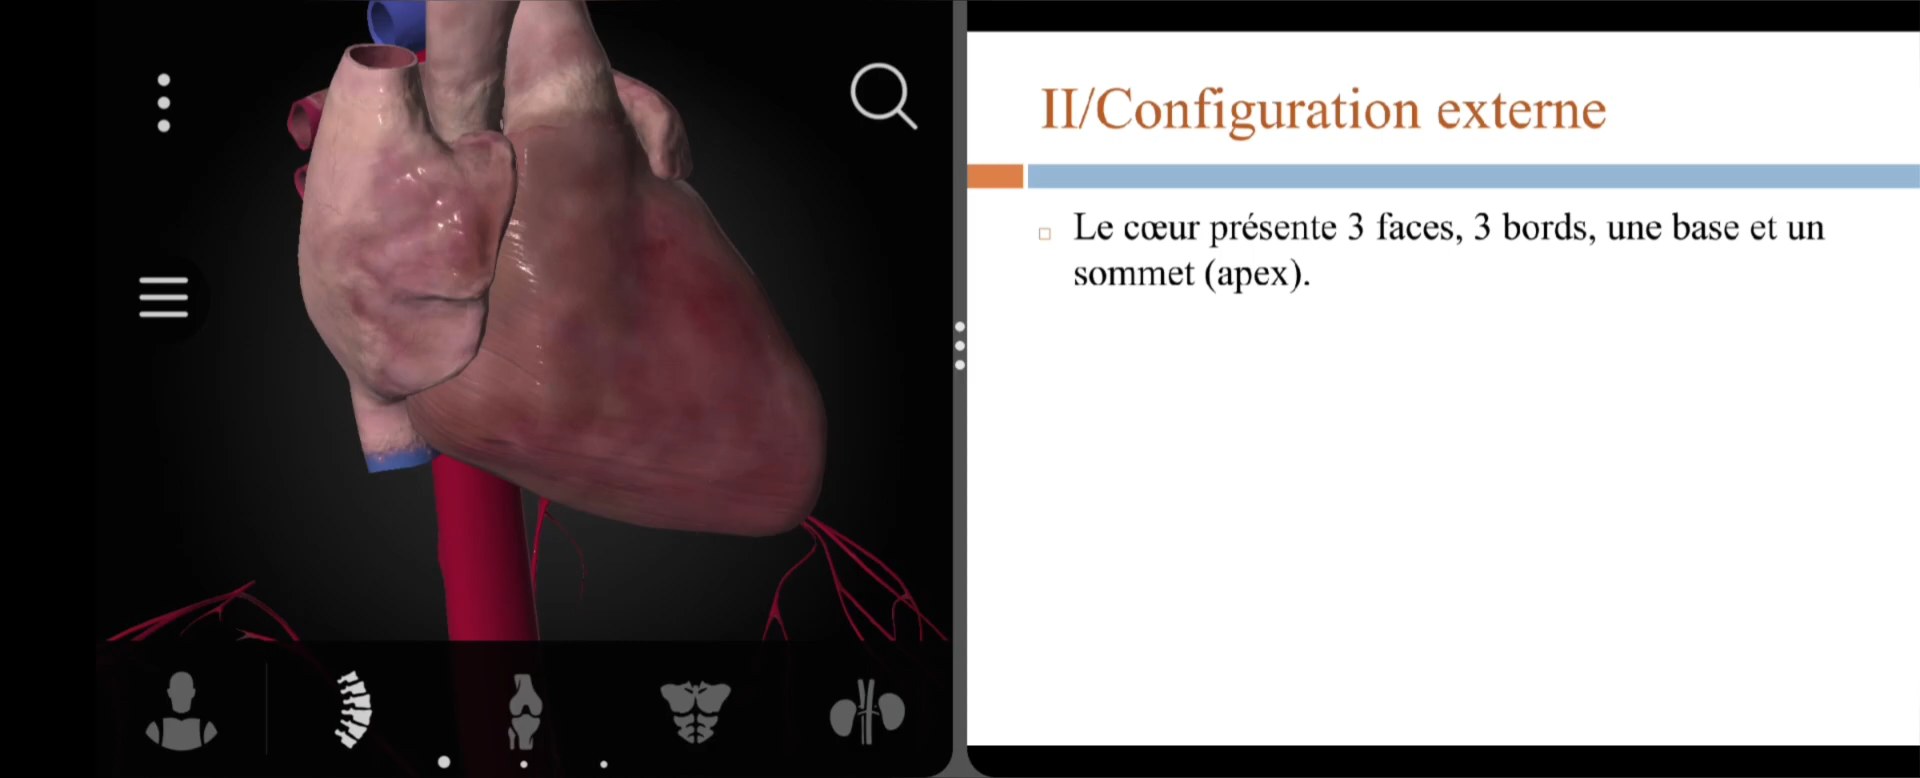 II/Configuration externe
Le cœur présente 3 faces, 3 bords, une base et un
sommet (apex).